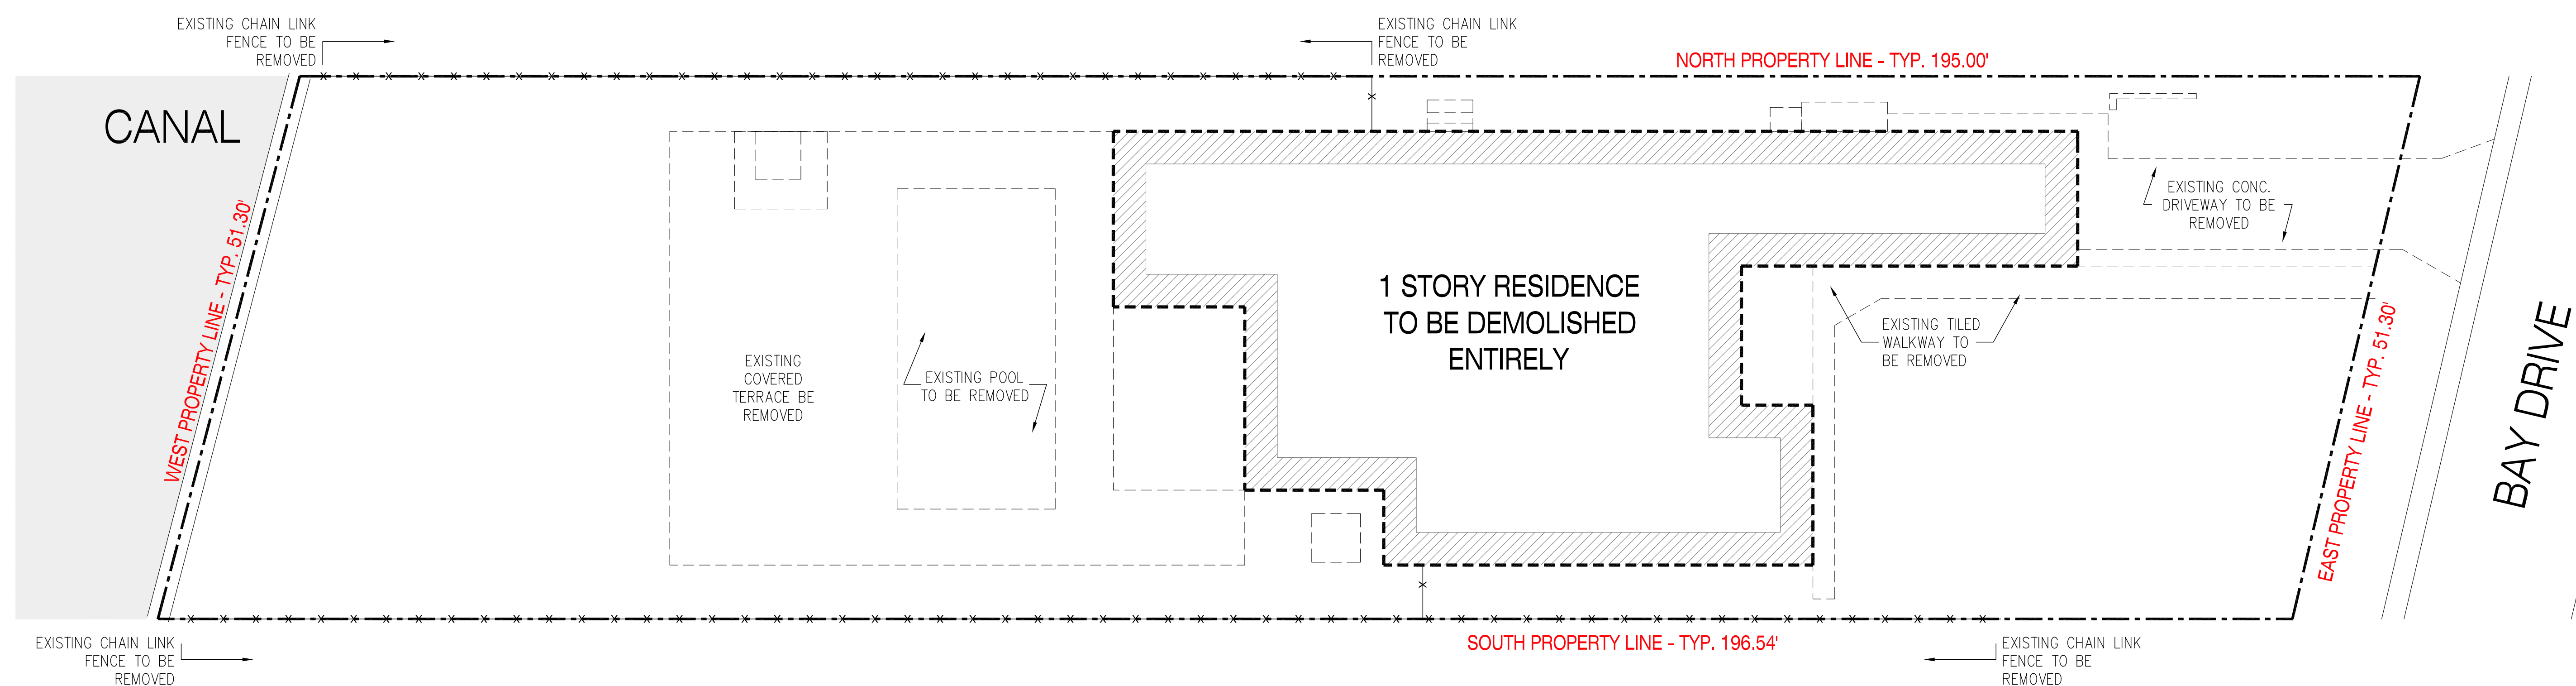 EXISTING CHAIN LINK
FENCE TO BE
REMOVED
EXISTING CHAIN LINK
FENCE TO BE
REMOVED
NORTH PROPERTY LINE - TYP. 195.00'
CANAL
WEST PROPERTY LINE - TYP. 51.30'
EXISTING
COVERED
TERRACE BE
REMOVED
EXISTING POOL
TO BE REMOVED
1 STORY RESIDENCE
TO BE DEMOLISHED
ENTIRELY
EXISTING CONC.
DRIVEWAY TO BE
REMOVED
EXISTING TILED
WALKWAY TO
BE REMOVED
EAST PROPERTY LINE - TYP. 51.30'
BAY DRIVE
SOUTH PROPERTY LINE - TYP. 196.54'
EXISTING CHAIN LINK
FENCE TO BE
REMOVED
EXISTING CHAIN LINK
FENCE TO BE
REMOVED